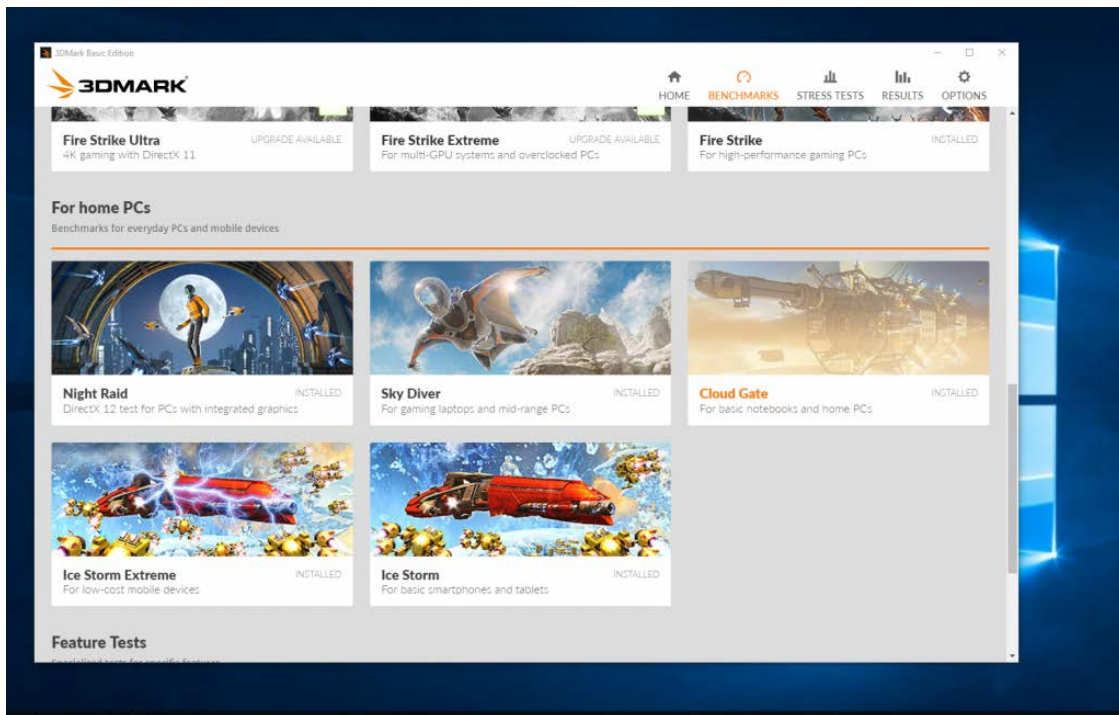 3DMark Basic Edition
3DMARK
HOME
BENCHMARKS
STRESS TESTS
RESULTS
OPTIONS
Fire Strike Ultra
UPGRADE AVAILABLE
4K gaming with DirectX 11
Fire Strike Extreme
UPGRADE AVAILABLE
For multi-GPU systems and overclocked PCs
Fire Strike
INSTALLED
For high-performance gaming PCs
For home PCs
Benchmarks for everyday PCs and mobile devices
Night Raid
INSTALLED
DirectX 12 test for PCs with integrated graphics
Sky Diver
INSTALLED
For gaming laptops and mid-range PCs
Cloud Gate
INSTALLED
For basic notebooks and home PCs
Ice Storm Extreme
INSTALLED
For low-cost mobile devices
Ice Storm
INSTALLED
For basic smartphones and tablets
Feature Tests
Specialized tests for specific features